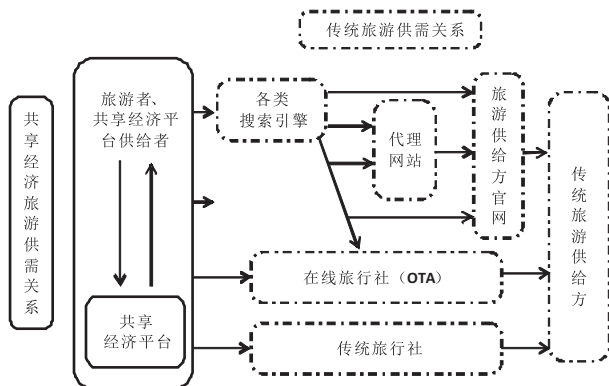 传统旅游供需关系
共享经济旅游供需关系
旅游者、
共享经济平
台供给者
共享
经济平台
各类
搜索引擎
代理
网站
旅游供给方官网
传统旅游供给方
在线旅行社（OTA）
传统旅行社